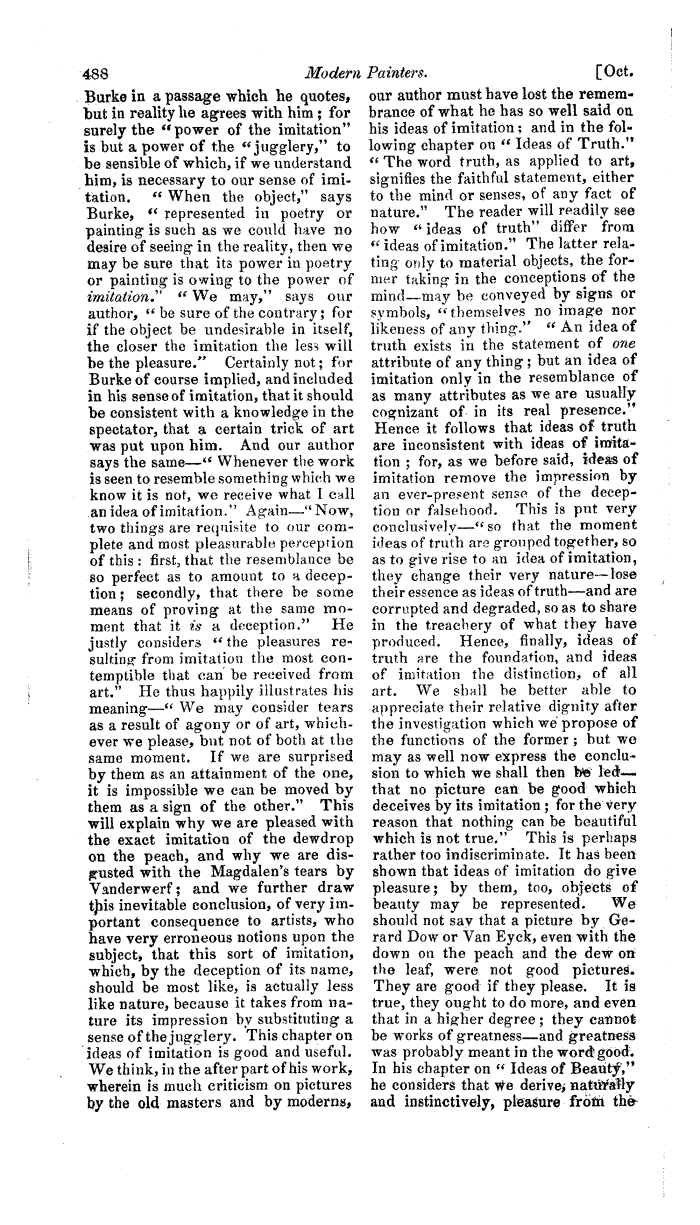 488 Modern Painters. [Oct.
Burke in a passage which he quotes,
but in reality he agrees with him; for
surely the "power of the imitation"
is but a power of the "jugglery," to
be sensible of which, if we understand
him, is necessary to our sense of imi-
tation. "When the object," says
Burke, "represented in poetry or
painting is such as we could have no
desire of seeing in the reality, then we
may be sure that its power in poetry
or painting is owing to the power of
imitation." "We may," says our
author, "be sure of the contrary; for
if the object be undesirable in itself,
the closer the imitation the less will
be the pleasure." Certainly not; for
Burke of course implied, and included
in his sense of imitation, that it should
be consistent with a knowledge in the
spectator, that a certain trick of art
was put upon him. And our author
says the same—"Whenever the work
is seen to resemble something which we
know it is not, we receive what I call
an idea of imitation." Again—"Now,
two things are requisite to our com-
plete and most pleasurable perception
of this: first, that the resemblance be
so perfect as to amount to a decep-
tion; secondly, that there be some
means of proving at the same mo-
ment that it is a deception." He
justly considers "the pleasures re-
sulting from imitation the most con-
temptible that can be received from
art." He thus happily illustrates his
meaning—"We may consider tears
as a result of agony or of art, which-
ever we please, but not of both at the
same moment. If we are surprised
by them as an attainment of the one,
it is impossible we can be moved by
them as a sign of the other." This
will explain why we are pleased with
the exact imitation of the dewdrop
on the peach, and why we are dis-
gusted with the Magdalen's tears by
Vanderwerf; and we further draw
this inevitable conclusion, of very im-
portant consequence to artists, who
have very erroneous notions upon the
subject, that this sort of imitation,
which, by the deception of its name,
should be most like, is actually less
like nature, because it takes from na-
ture its impression by substituting a
sense of the jugglery. This chapter on
ideas of imitation is good and useful.
We think, in the after part of his work,
wherein is much criticism on pictures
by the old masters and by moderns,
our author must have lost the remem-
brance of what he has so well said on
his ideas of imitation; and in the fol-
lowing chapter on "Ideas of Truth."
"The word truth, as applied to art,
signifies the faithful statement, either
to the mind or senses, of any fact of
nature." The reader will readily see
how "ideas of truth" differ from
"ideas of imitation." The latter rela-
ting only to material objects, the for-
mer taking in the conceptions of the
mind—may be conveyed by signs or
symbols, "themselves no image nor
likeness of any thing." "An idea of
truth exists in the statement of one
attribute of any thing; but an idea of
imitation only in the resemblance of
as many attributes as we are usually
cognizant of in its real presence."
Hence it follows that ideas of truth
are inconsistent with ideas of imita-
tion; for, as we before said, ideas of
imitation remove the impression by
an ever-present sense of the decep-
tion or falsehood. This is put very
conclusively—"so that the moment
ideas of truth are grouped together, so
as to give rise to an idea of imitation,
they change their very nature—lose
their essence as ideas of truth—and are
corrupted and degraded, so as to share
in the treachery of what they have
produced. Hence, finally, ideas of
truth are the foundation, and ideas
of imitation the distinction, of all
art. We shall be better able to
appreciate their relative dignity after
the investigation which we propose of
the functions of the former; but we
may as well now express the conclu-
sion to which we shall then be led—
that no picture can be good which
deceives by its imitation; for the very
reason that nothing can be beautiful
which is not true." This is perhaps
rather too indiscriminate. It has been
shown that ideas of imitation do give
pleasure; by them, too, objects of
beauty may be represented. We
should not say that a picture by Ge-
rard Dow or Van Eyck, even with the
down on the peach and the dew on
the leaf, were not good pictures.
They are good if they please. It is
true, they ought to do more, and even
that in a higher degree; they cannot
be works of greatness—and greatness
was probably meant in the word good.
In his chapter on "Ideas of Beauty,"
he considers that we derive, naturally
and instinctively, pleasure from the